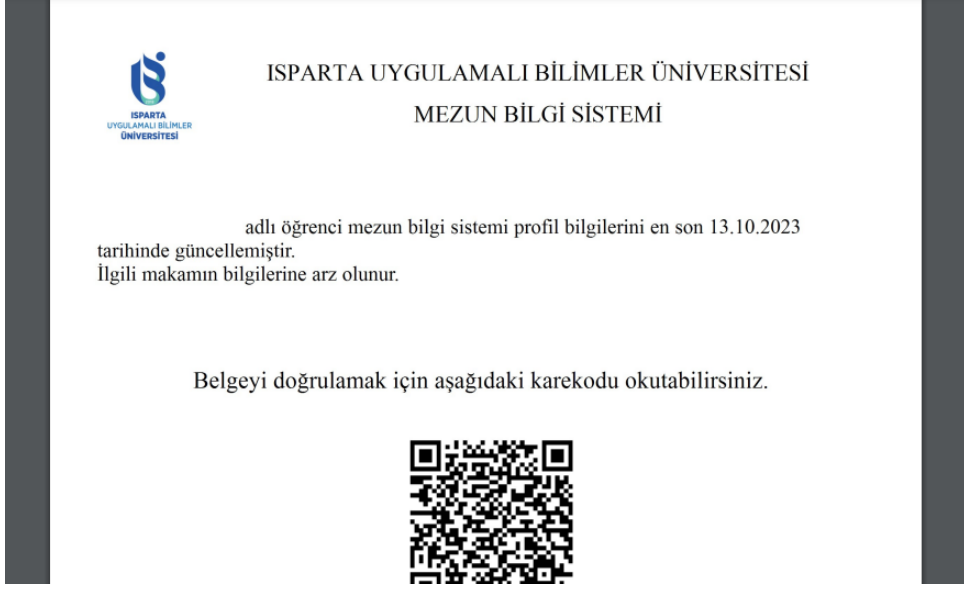 ISPARTA
UYGULAMALI BİLİMLER
ÜNİVERSİTESİ
ISPARTA UYGULAMALI BİLİMLER ÜNİVERSİTESİ
MEZUN BİLGİ SİSTEMİ
adlı öğrenci mezun bilgi sistemi profil bilgilerini en son 13.10.2023
tarihinde güncellemiştir.
İlgili makamın bilgilerine arz olunur.
Belgeyi doğrulamak için aşağıdaki karekodu okutabilirsiniz.